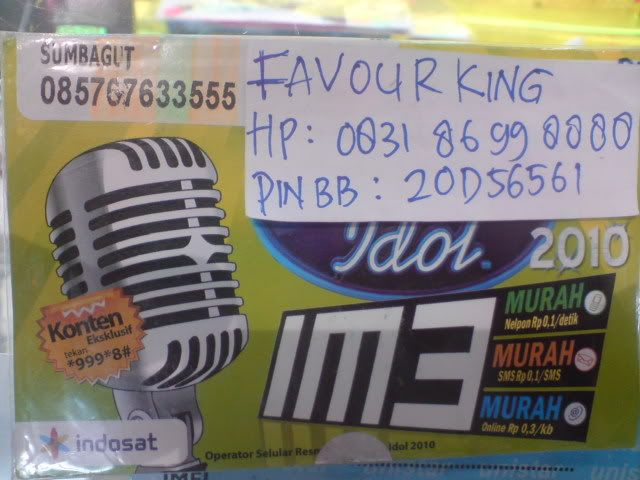 SUMBAGUT
085767633555
FAVOUR KING
HP: 0831 8699 8888
PIN BB: 20D56561
Idol
2010
Konten
Eksklusif
tekan
*999*8#
IM3
MURAH
Nelpon Rp 0,1/detik
MURAH
SMS Rp 0,1/SMS
MURAH
Online Rp 0,3/kb
indosat
Operator Selular
Idol 2010